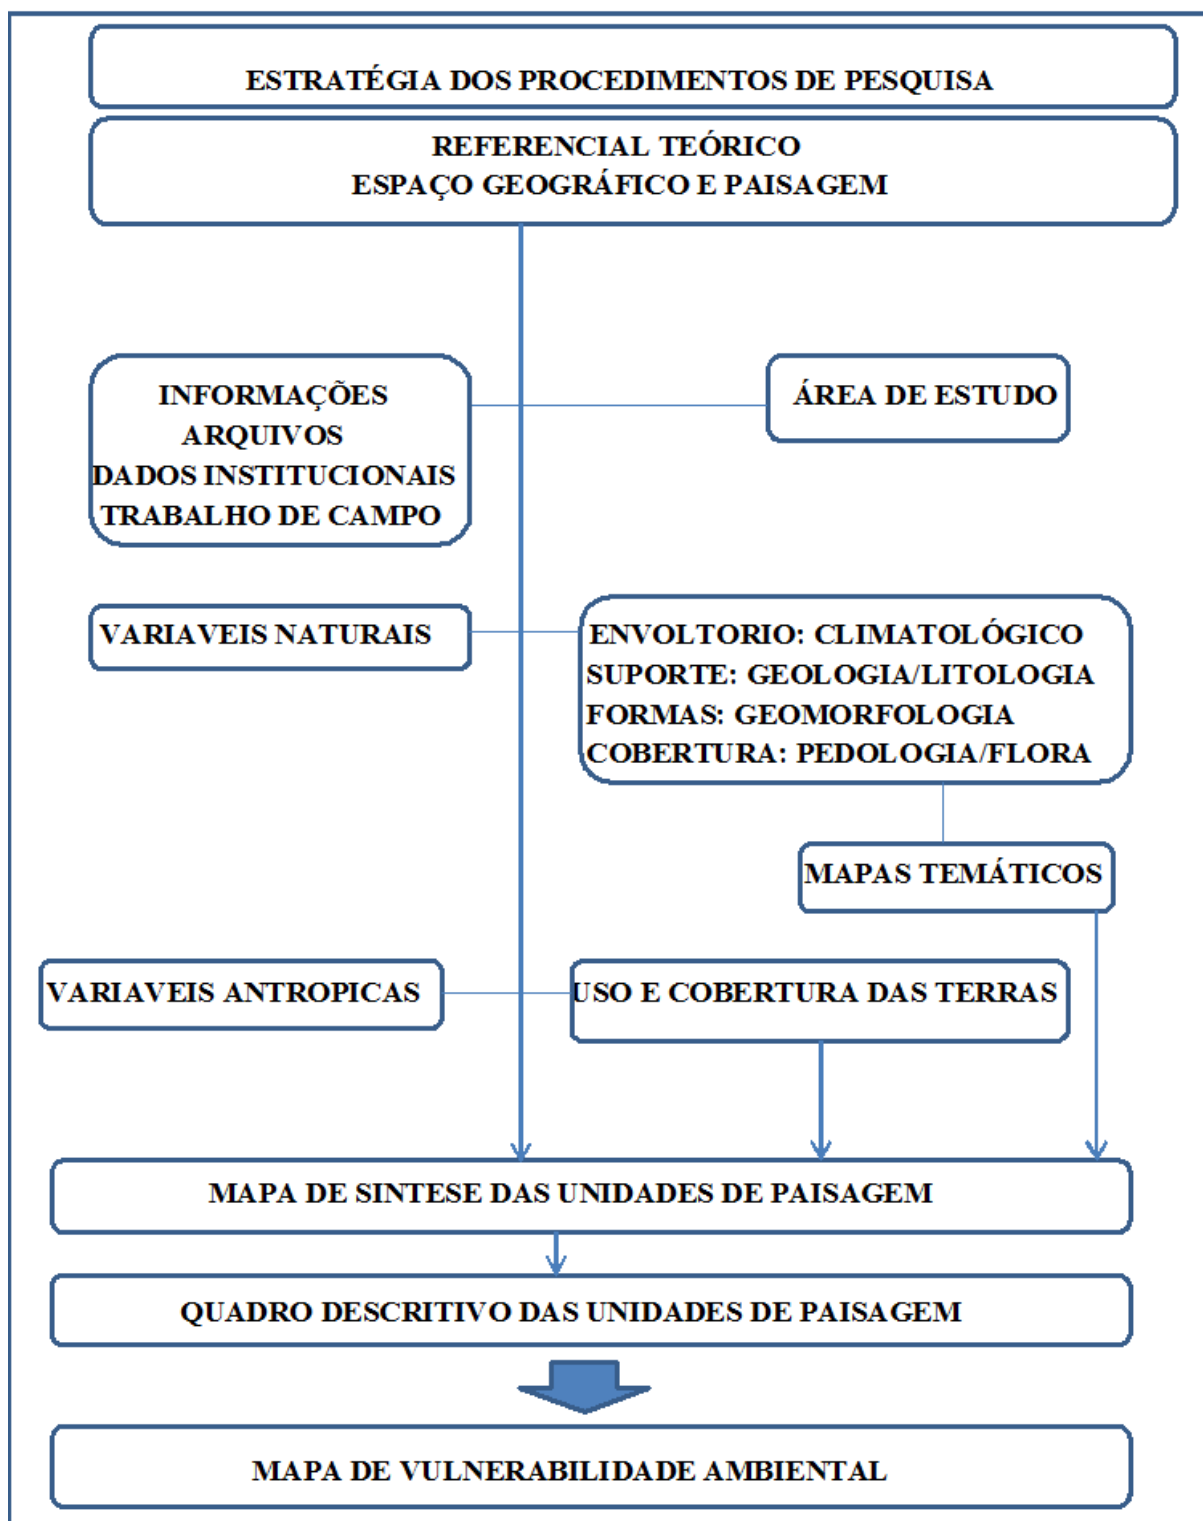 ESTRATÉGIA DOS PROCEDIMENTOS DE PESQUISA
REFERENCIAL TEÓRICO
ESPAÇO GEOGRÁFICO E PAISAGEM
INFORMAÇÕES
ARQUIVOS
DADOS INSTITUCIONAIS
TRABALHO DE CAMPO
ÁREA DE ESTUDO
VARIAVEIS NATURAIS
ENVOLTORIO: CLIMATOLÓGICO
SUPORTE: GEOLOGIA/LITOLOGIA
FORMAS: GEOMORFOLOGIA
COBERTURA: PEDOLOGIA/FLORA
MAPAS TEMÁTICOS
VARIAVEIS ANTROPICAS
USO E COBERTURA DAS TERRAS
MAPA DE SINTESE DAS UNIDADES DE PAISAGEM
QUADRO DESCRITIVO DAS UNIDADES DE PAISAGEM
MAPA DE VULNERABILIDADE AMBIENTAL